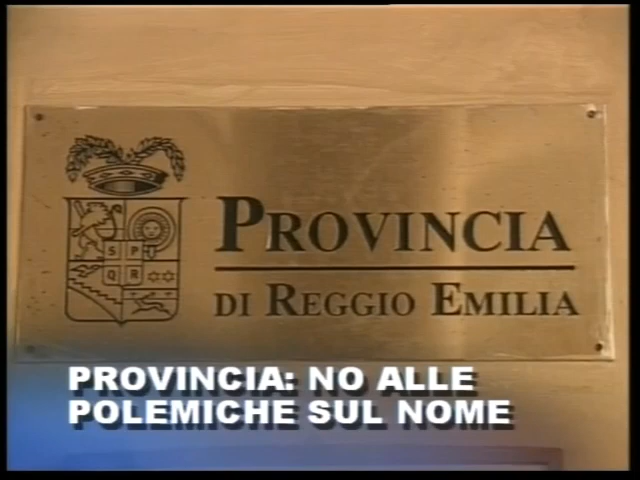 S P
Q R
PROVINCIA
DI REGGIO EMILIA
PROVINCIA: NO ALLE
POLEMICHE SUL NOME